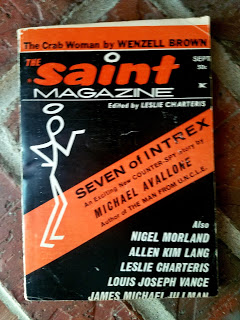 The Crab Woman by WENZELL BROWN
THE
saint
SEPT.
50c
MAGAZINE
K
Edited by LESLIE CHARTERIS
SEVEN of INTREX
An Exciting New COUNTER-SPY story by
MICHAEL AVALLONE
Author of THE MAN FROM U.N.C.L.E.
Also
NIGEL MORLAND
ALLEN KIM LANG
LESLIE CHARTERIS
LOUIS JOSEPH VANCE
JAMES MICHAEL ULLMAN